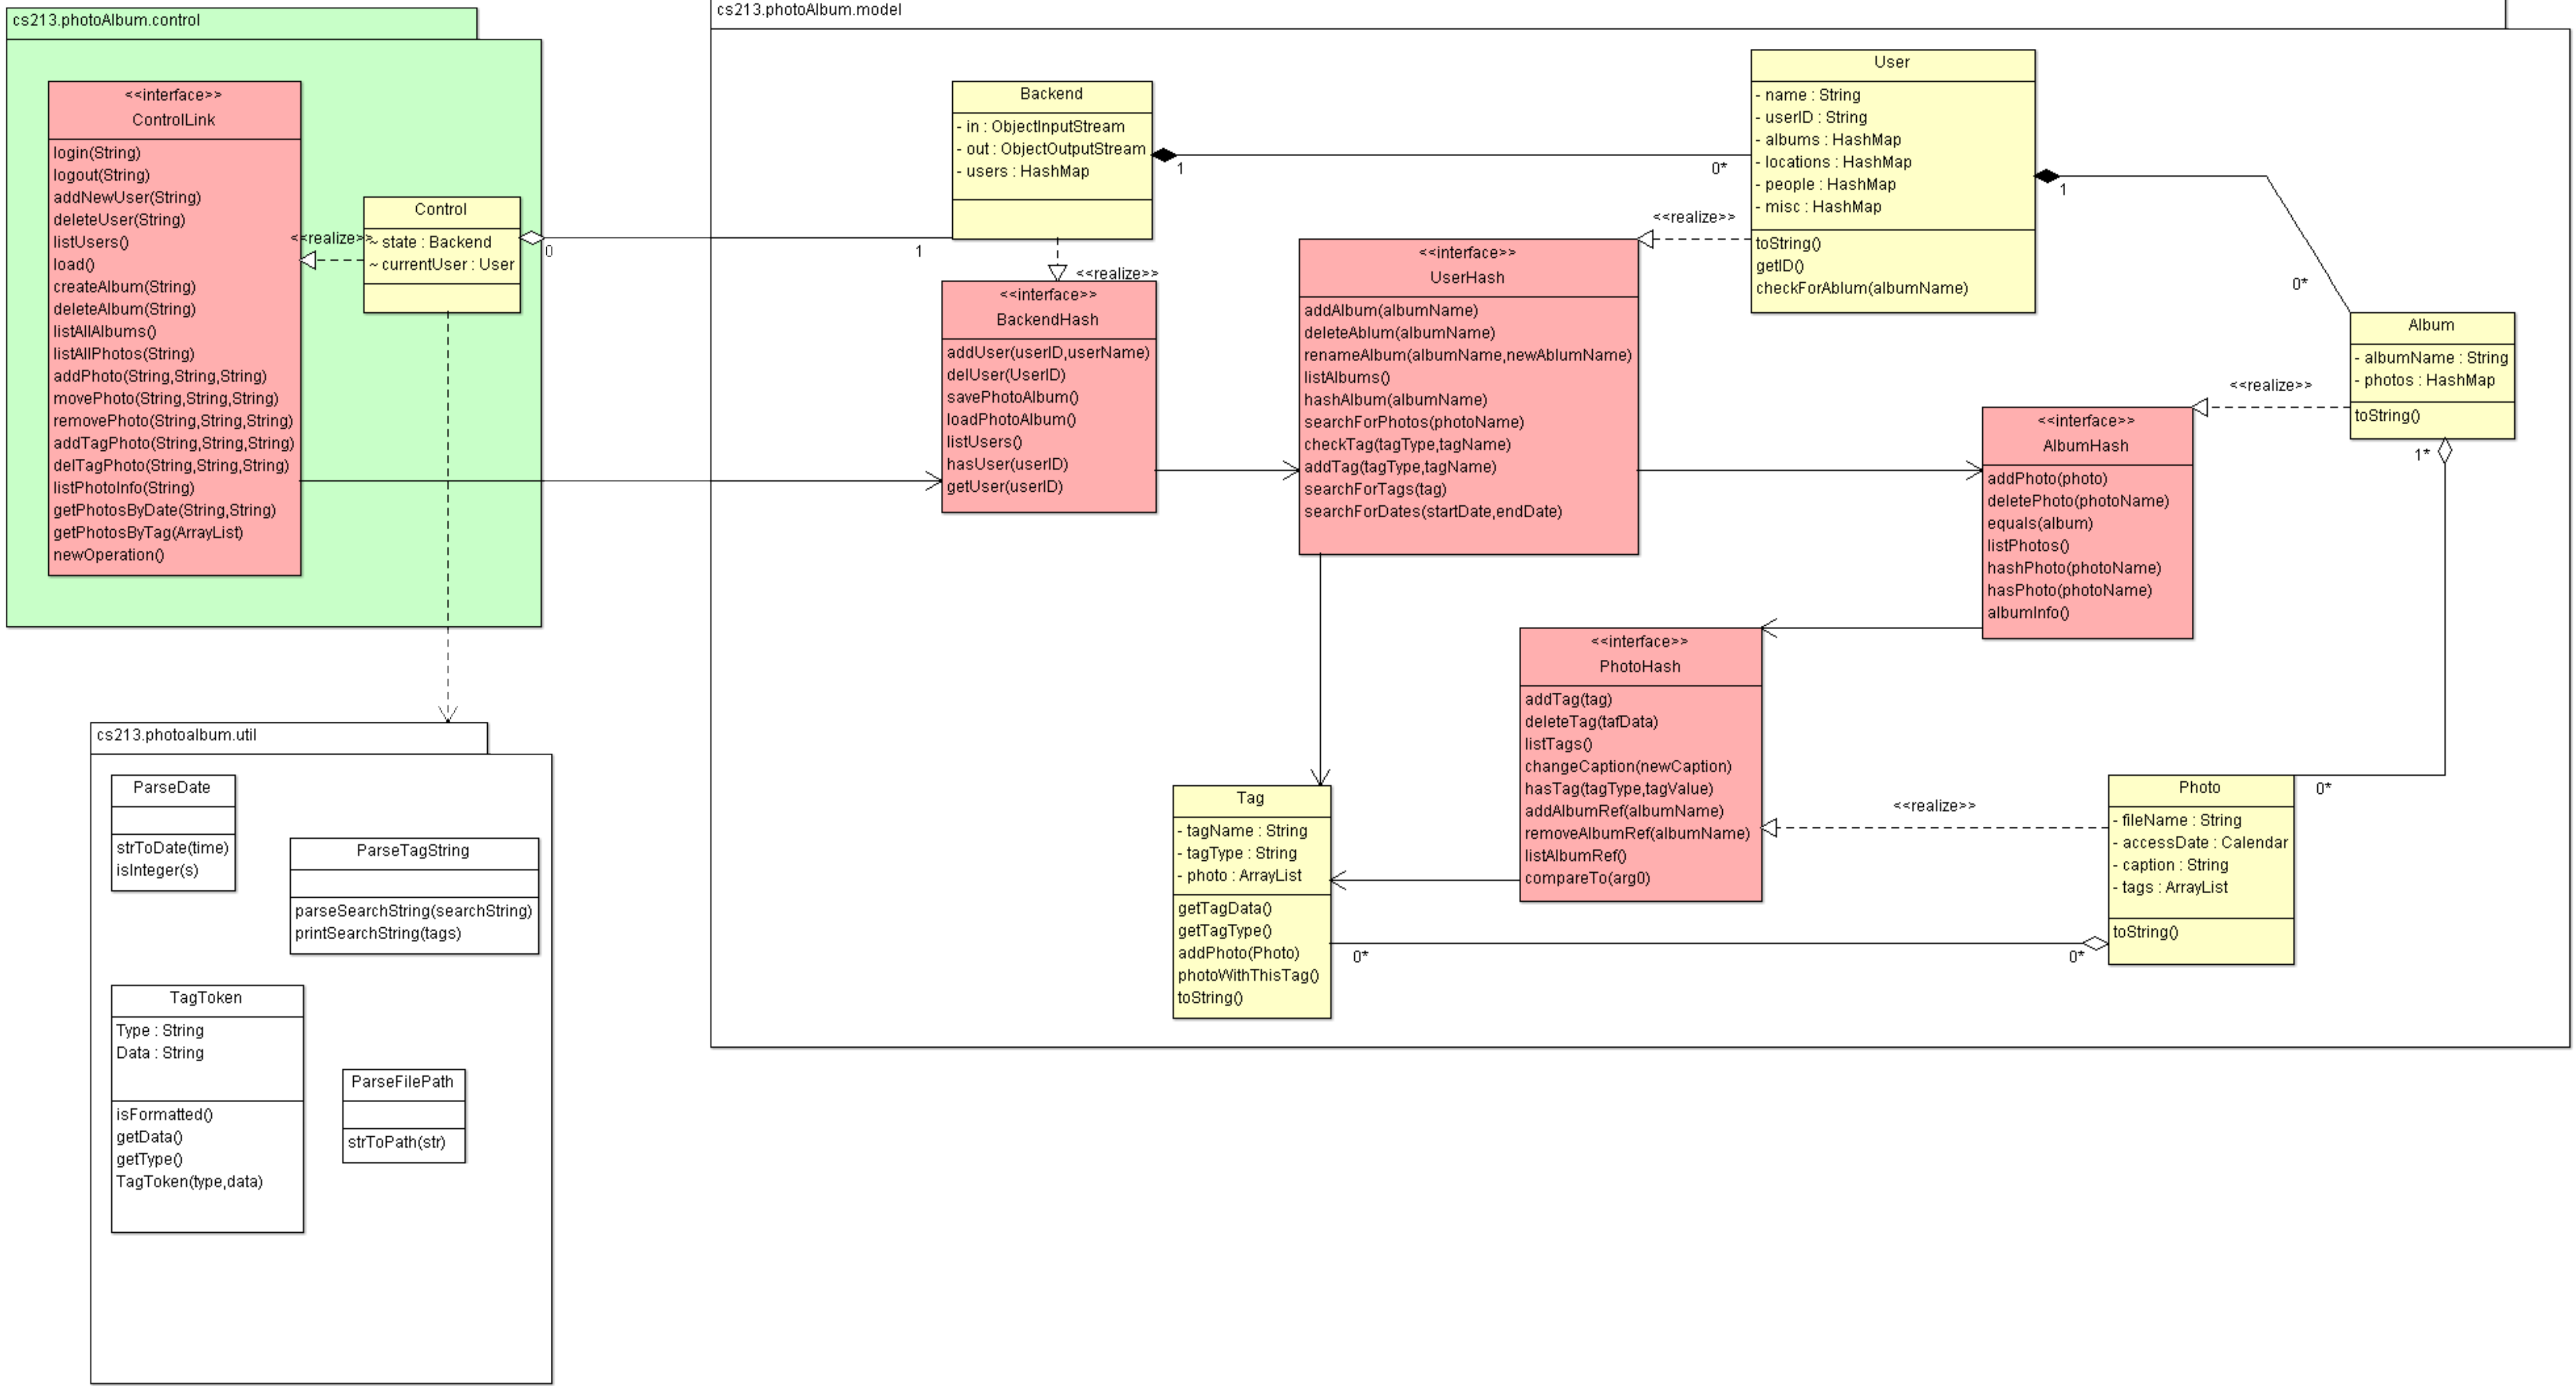 cs213.photoAlbum.control
<<interface>>
ControlLink
login(String)
logout(String)
addNewUser(String)
deleteUser(String)
listUsers()
load()
createAlbum(String)
deleteAlbum(String)
listAllAlbums()
listAllPhotos(String)
addPhoto(String,String,String)
movePhoto(String,String,String)
removePhoto(String,String,String)
addTagPhoto(String,String,String)
delTagPhoto(String,String,String)
listPhotoInfo(String)
getPhotosByDate(String,String)
getPhotosByTag(ArrayList)
newOperation()
<<realize>>
Control
~ state : Backend
~ currentUser : User
0
1
cs213.photoAlbum.model
Backend
- in : ObjectInputStream
- out : ObjectOutputStream
- users : HashMap
1
0*
<<realize>>
<<interface>>
BackendHash
addUser(userID,userName)
delUser(UserID)
savePhotoAlbum()
loadPhotoAlbum()
listUsers()
hasUser(userID)
getUser(userID)
<<interface>>
UserHash
addAlbum(albumName)
deleteAblum(albumName)
renameAlbum(albumName,newAblumName)
listAlbums()
hashAlbum(albumName)
searchForPhotos(photoName)
checkTag(tagType,tagName)
addTag(tagType,tagName)
searchForTags(tag)
searchForDates(startDate,endDate)
<<realize>>
User
- name : String
- userID : String
- albums : HashMap
- locations : HashMap
- people : HashMap
- misc : HashMap
toString()
getID()
checkForAblum(albumName)
1
0*
Album
- albumName : String
- photos : HashMap
toString()
1*
<<realize>>
<<interface>>
AlbumHash
addPhoto(photo)
deletePhoto(photoName)
equals(album)
listPhotos()
hashPhoto(photoName)
hasPhoto(photoName)
albumInfo()
<<interface>>
PhotoHash
addTag(tag)
deleteTag(tafData)
listTags()
changeCaption(newCaption)
hasTag(tagType,tagValue)
addAlbumRef(albumName)
removeAlbumRef(albumName)
listAlbumRef()
compareTo(arg0)
<<realize>>
Photo
- fileName : String
- accessDate : Calendar
- caption : String
- tags : ArrayList
toString()
0*
0*
0*
Tag
- tagName : String
- tagType : String
- photo : ArrayList
getTagData()
getTagType()
addPhoto(Photo)
photoWithThisTag()
toString()
cs213.photoalbum.util
ParseDate
strToDate(time)
isInteger(s)
ParseTagString
parseSearchString(searchString)
printSearchString(tags)
TagToken
Type : String
Data : String
isFormatted()
getData()
getType()
TagToken(type,data)
ParseFilePath
strToPath(str)